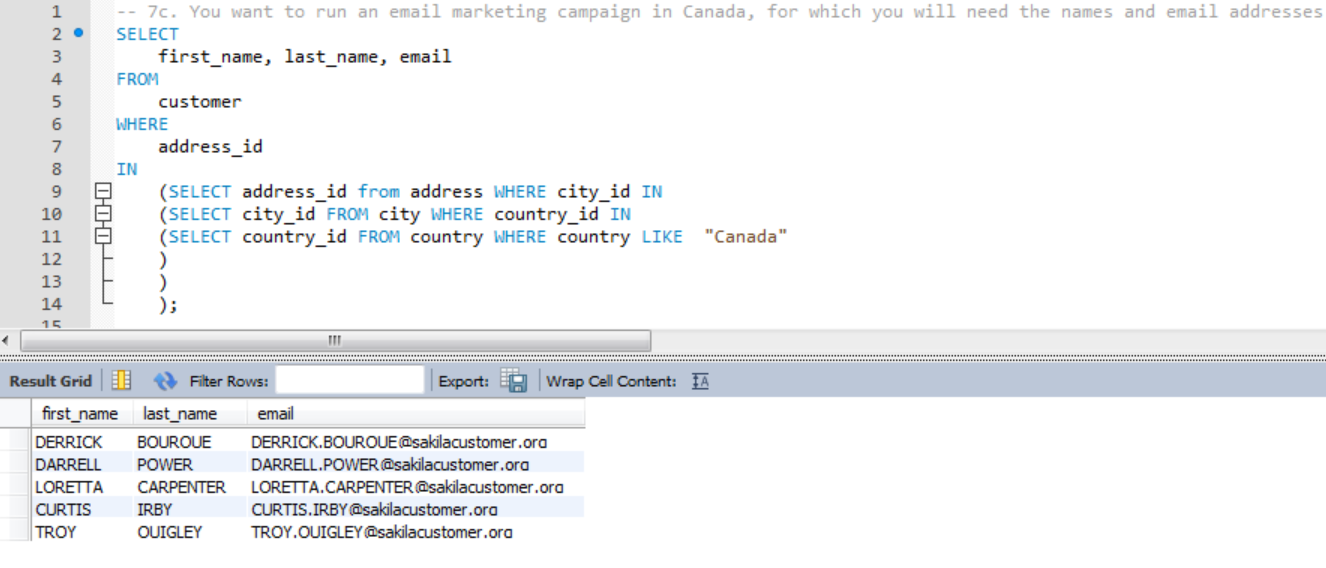 1 -- 7c. You want to run an email marketing campaign in Canada, for which you will need the names and email addresses
2 SELECT
3 first_name, last_name, email
4 FROM
5 customer
6 WHERE
7 address_id
8 IN
9 (SELECT address_id from address WHERE city_id IN
10 (SELECT city_id FROM city WHERE country_id IN
11 (SELECT country_id FROM country WHERE country LIKE "Canada"
12 )
13 )
14 );
15
Result Grid Filter Rows: Export: Wrap Cell Content:
first_name last_name email
DERRICK BOURQUE DERRICK.BOURQUE@sakilacustomer.org
DARRELL POWER DARRELL.POWER@sakilacustomer.org
LORETTA CARPENTER LORETTA.CARPENTER@sakilacustomer.org
CURTIS IRBY CURTIS.IRBY@sakilacustomer.org
TROY QUIGLEY TROY.QUIGLEY@sakilacustomer.org